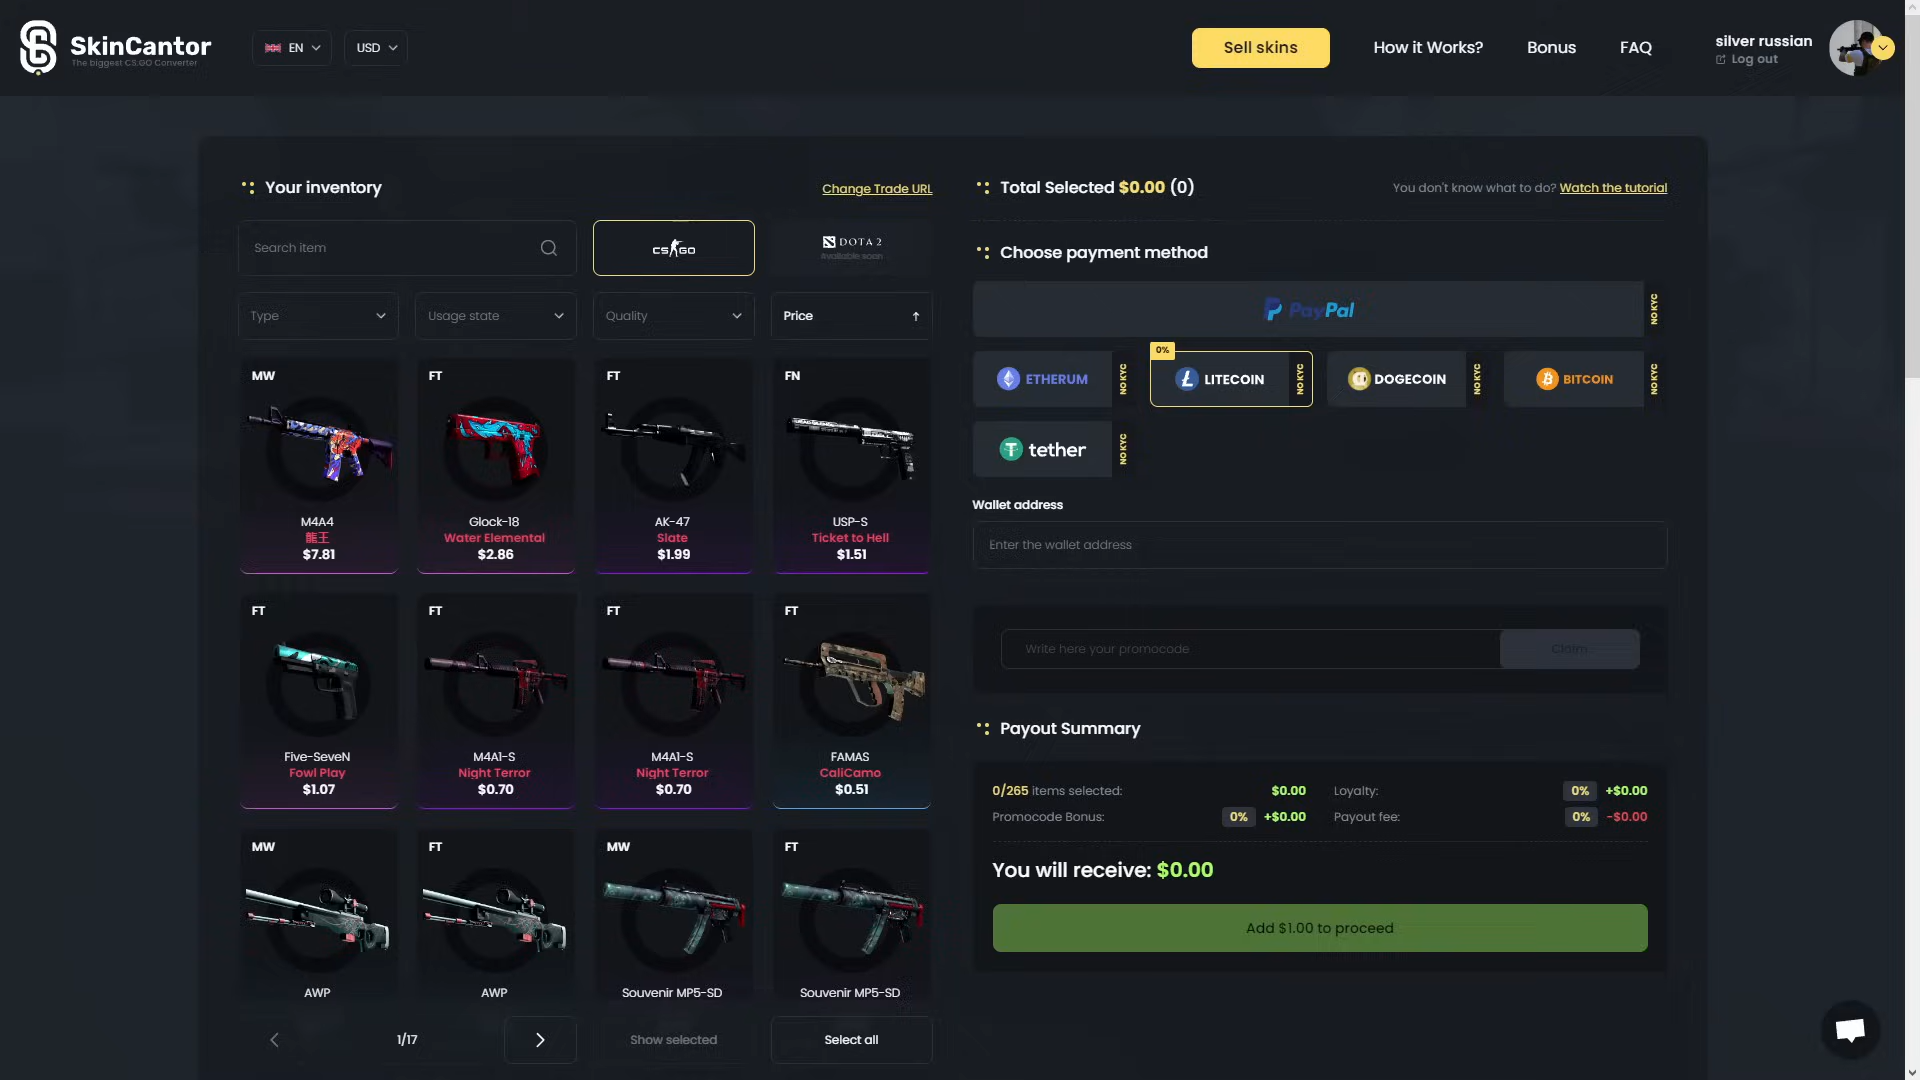 SkinCantor
The biggest CS:GO Converter
EN
USD
Sell skins
How it Works?
Bonus
FAQ
silver russian
Log out
Your inventory
Change Trade URL
Search item
CS GO
DOTA 2
Available soon
Type
Usage state
Quality
Price
MW
M4A4
龍王
$7.81
FT
Glock-18
Water Elemental
$2.86
FT
AK-47
Slate
$1.99
FN
USP-S
Ticket to Hell
$1.51
FT
Five-SeveN
Fowl Play
$1.07
FT
M4A1-S
Night Terror
$0.70
FT
M4A1-S
Night Terror
$0.70
FT
FAMAS
CaliCamo
$0.51
MW
AWP
FT
AWP
MW
Souvenir MP5-SD
FT
Souvenir MP5-SD
1/17
Show selected
Select all
Total Selected $0.00 (0)
You don't know what to do? Watch the tutorial
Choose payment method
PayPal
NO KYC
ETHERUM
NO KYC
0%
LITECOIN
NO KYC
DOGECOIN
NO KYC
BITCOIN
NO KYC
tether
NO KYC
Wallet address
Enter the wallet address
Write here your promocode
Claim
Payout Summary
0/265 items selected: $0.00
Loyalty: 0% +$0.00
Promocode Bonus: 0% +$0.00
Payout fee: 0% -$0.00
You will receive: $0.00
Add $1.00 to proceed